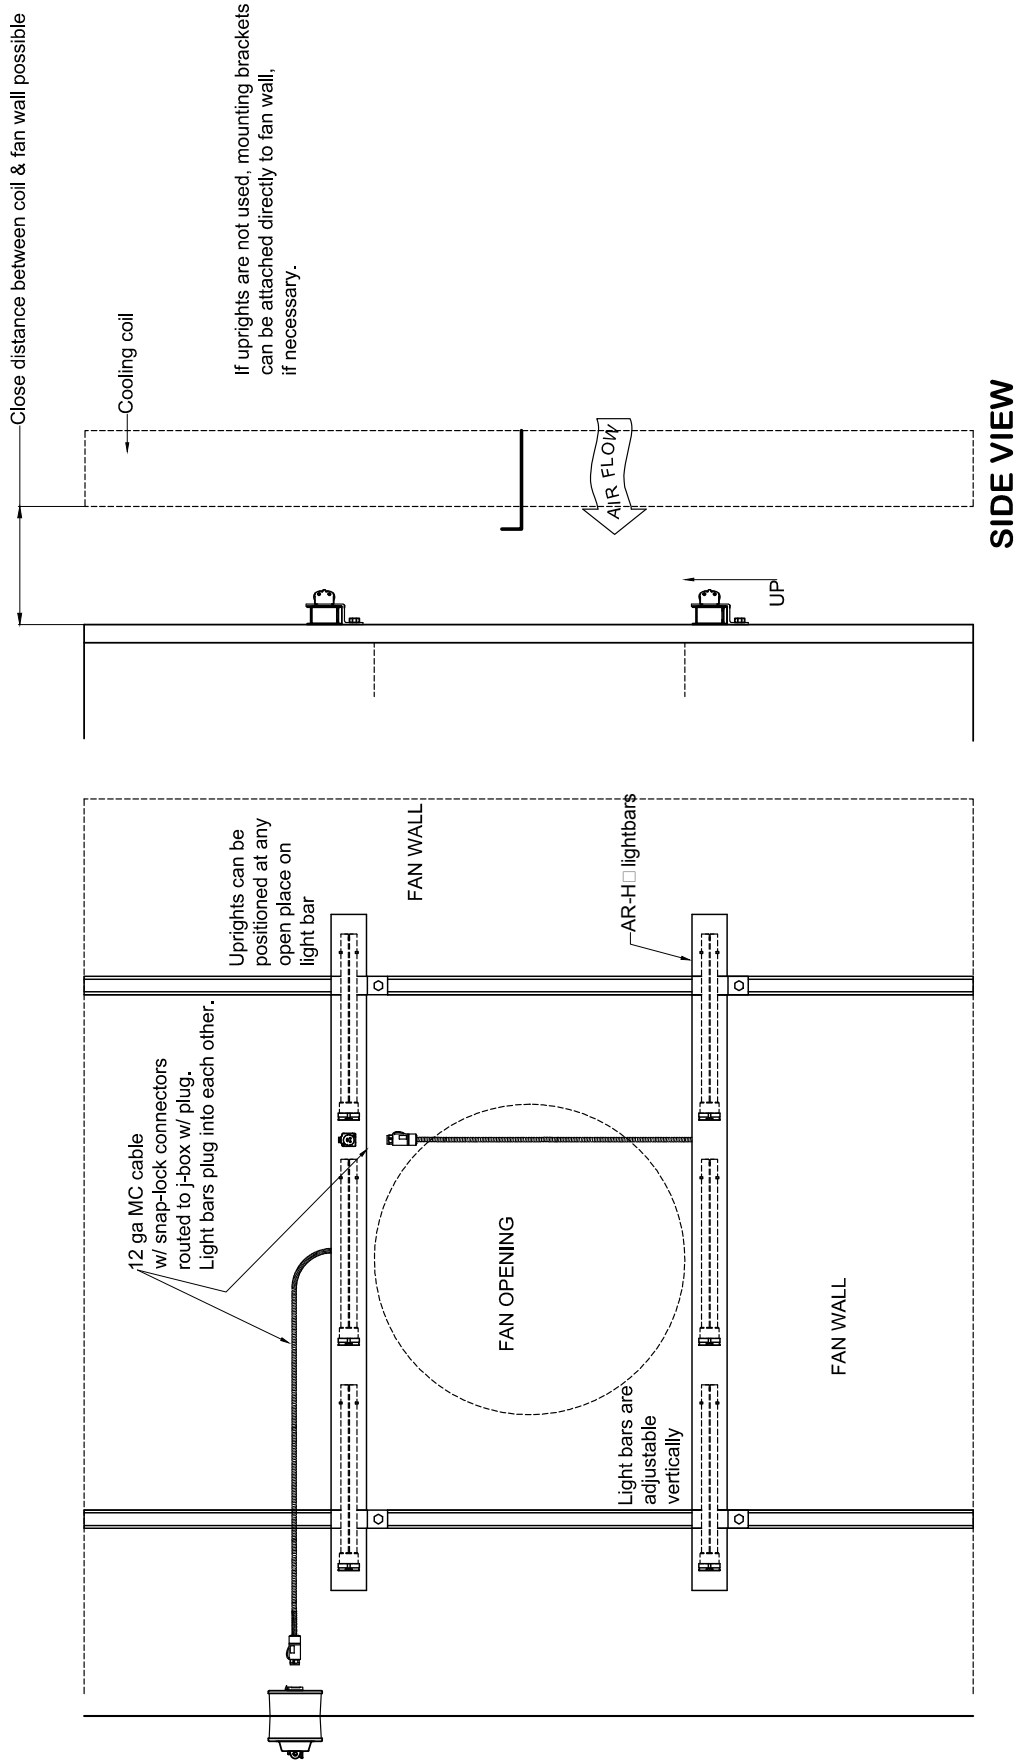 Close distance between coil & fan wall possible
Cooling coil
If uprights are not used, mounting brackets
can be attached directly to fan wall,
if necessary.
AIR FLOW
UP
SIDE VIEW
12 ga MC cable
w/ snap-lock connectors
routed to j-box w/ plug.
Light bars plug into each other.
Uprights can be
positioned at any
open place on
light bar
FAN WALL
AR-H□ lightbars
FAN OPENING
Light bars are
adjustable
vertically
FAN WALL